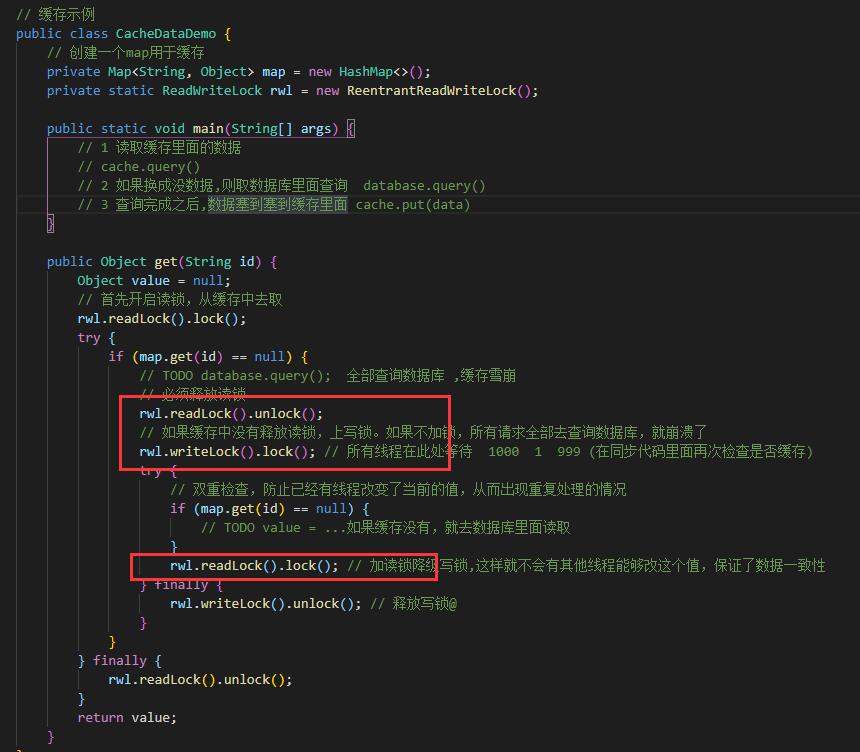 // 缓存示例
public class CacheDataDemo {
// 创建一个map用于缓存
private Map<String, Object> map = new HashMap<>();
private static ReadWriteLock rwl = new ReentrantReadWriteLock();
public static void main(String[] args) {
// 1 读取缓存里面的数据
// cache.query()
// 2 如果换成没数据,则取数据库里面查询  database.query()
// 3 查询完成之后,数据塞到塞到缓存里面 cache.put(data)
}
public Object get(String id) {
Object value = null;
// 首先开启读锁，从缓存中去取
rwl.readLock().lock();
try {
if (map.get(id) == null) {
// TODO database.query();  全部查询数据库 ,缓存雪崩
// 必须释放读锁
rwl.readLock().unlock();
// 如果缓存中没有释放读锁，上写锁。如果不加锁，所有请求全部去查询数据库，就崩溃了
rwl.writeLock().lock(); // 所有线程在此处等待  1000  1  999 (在同步代码里面再次检查是否缓存)
try {
// 双重检查，防止已经有线程改变了当前的值，从而出现重复处理的情况
if (map.get(id) == null) {
// TODO value = ...如果缓存没有，就去数据库里面读取
}
rwl.readLock().lock(); // 加读锁降级写锁,这样就不会有其他线程能够改这个值，保证了数据一致性
} finally {
rwl.writeLock().unlock(); // 释放写锁@
}
}
} finally {
rwl.readLock().unlock();
}
return value;
}